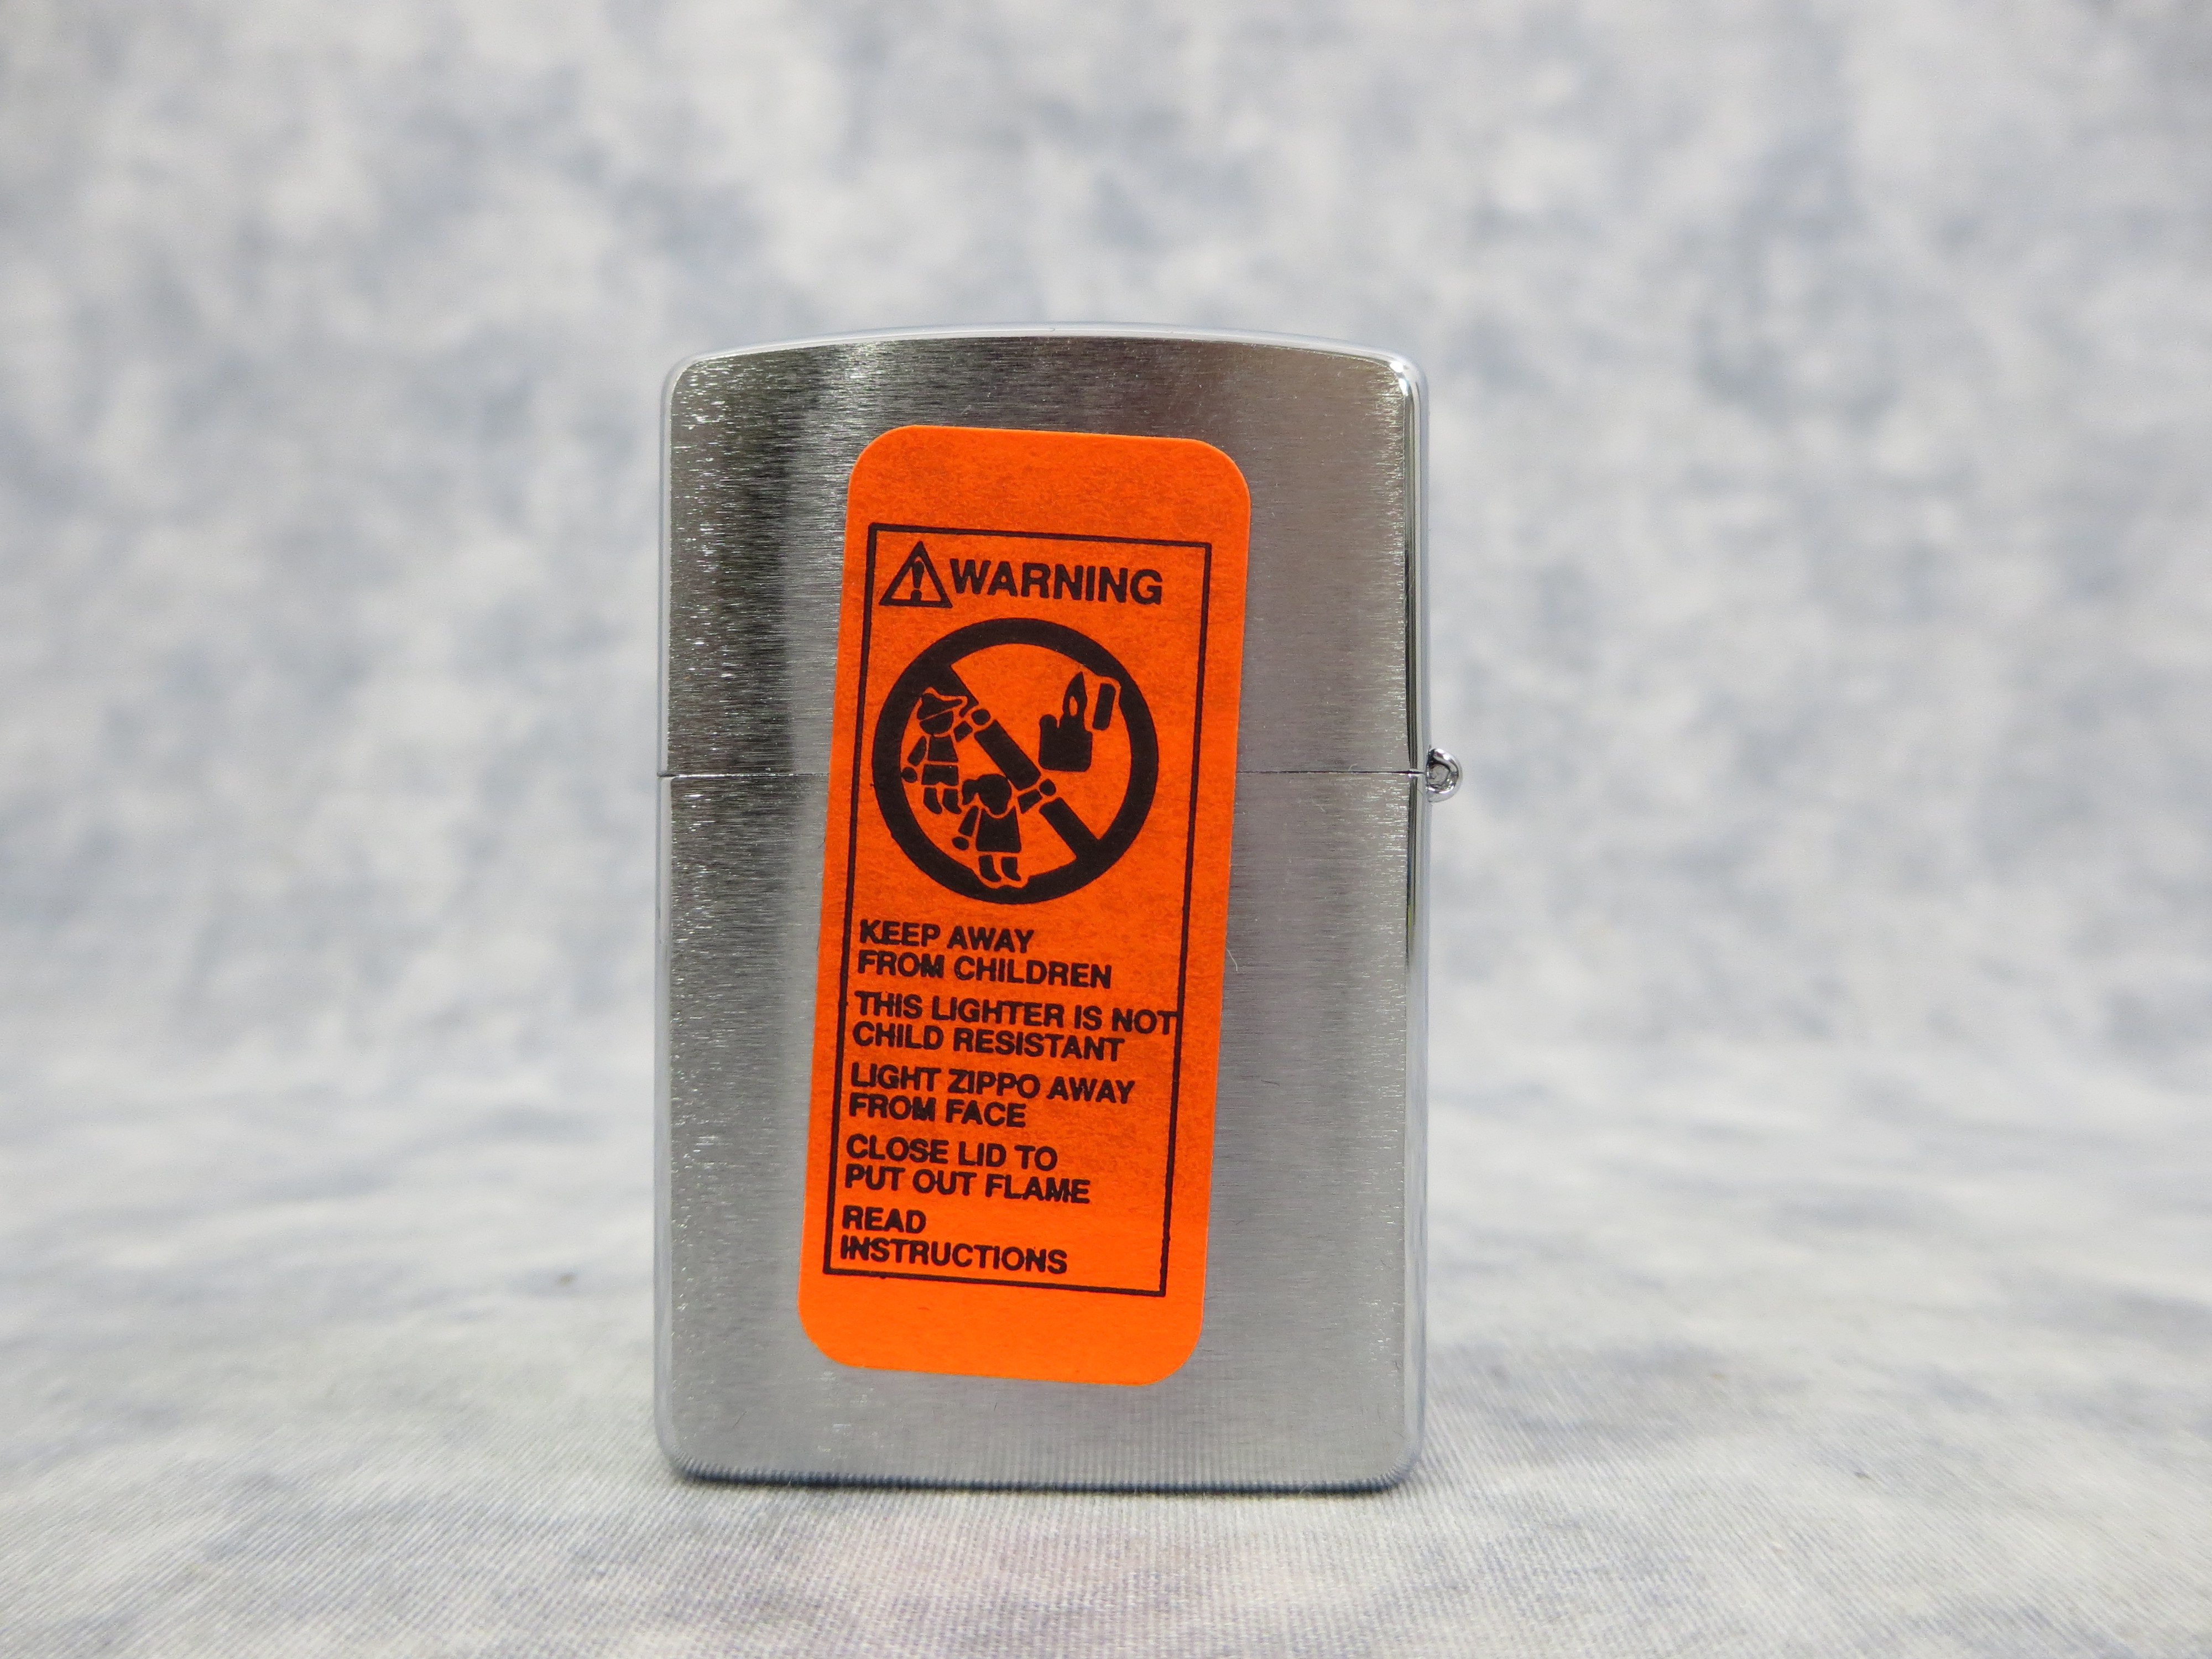 WARNING
KEEP AWAY
FROM CHILDREN
THIS LIGHTER IS NOT
CHILD RESISTANT
LIGHT ZIPPO AWAY
FROM FACE
CLOSE LID TO
PUT OUT FLAME
READ
INSTRUCTIONS